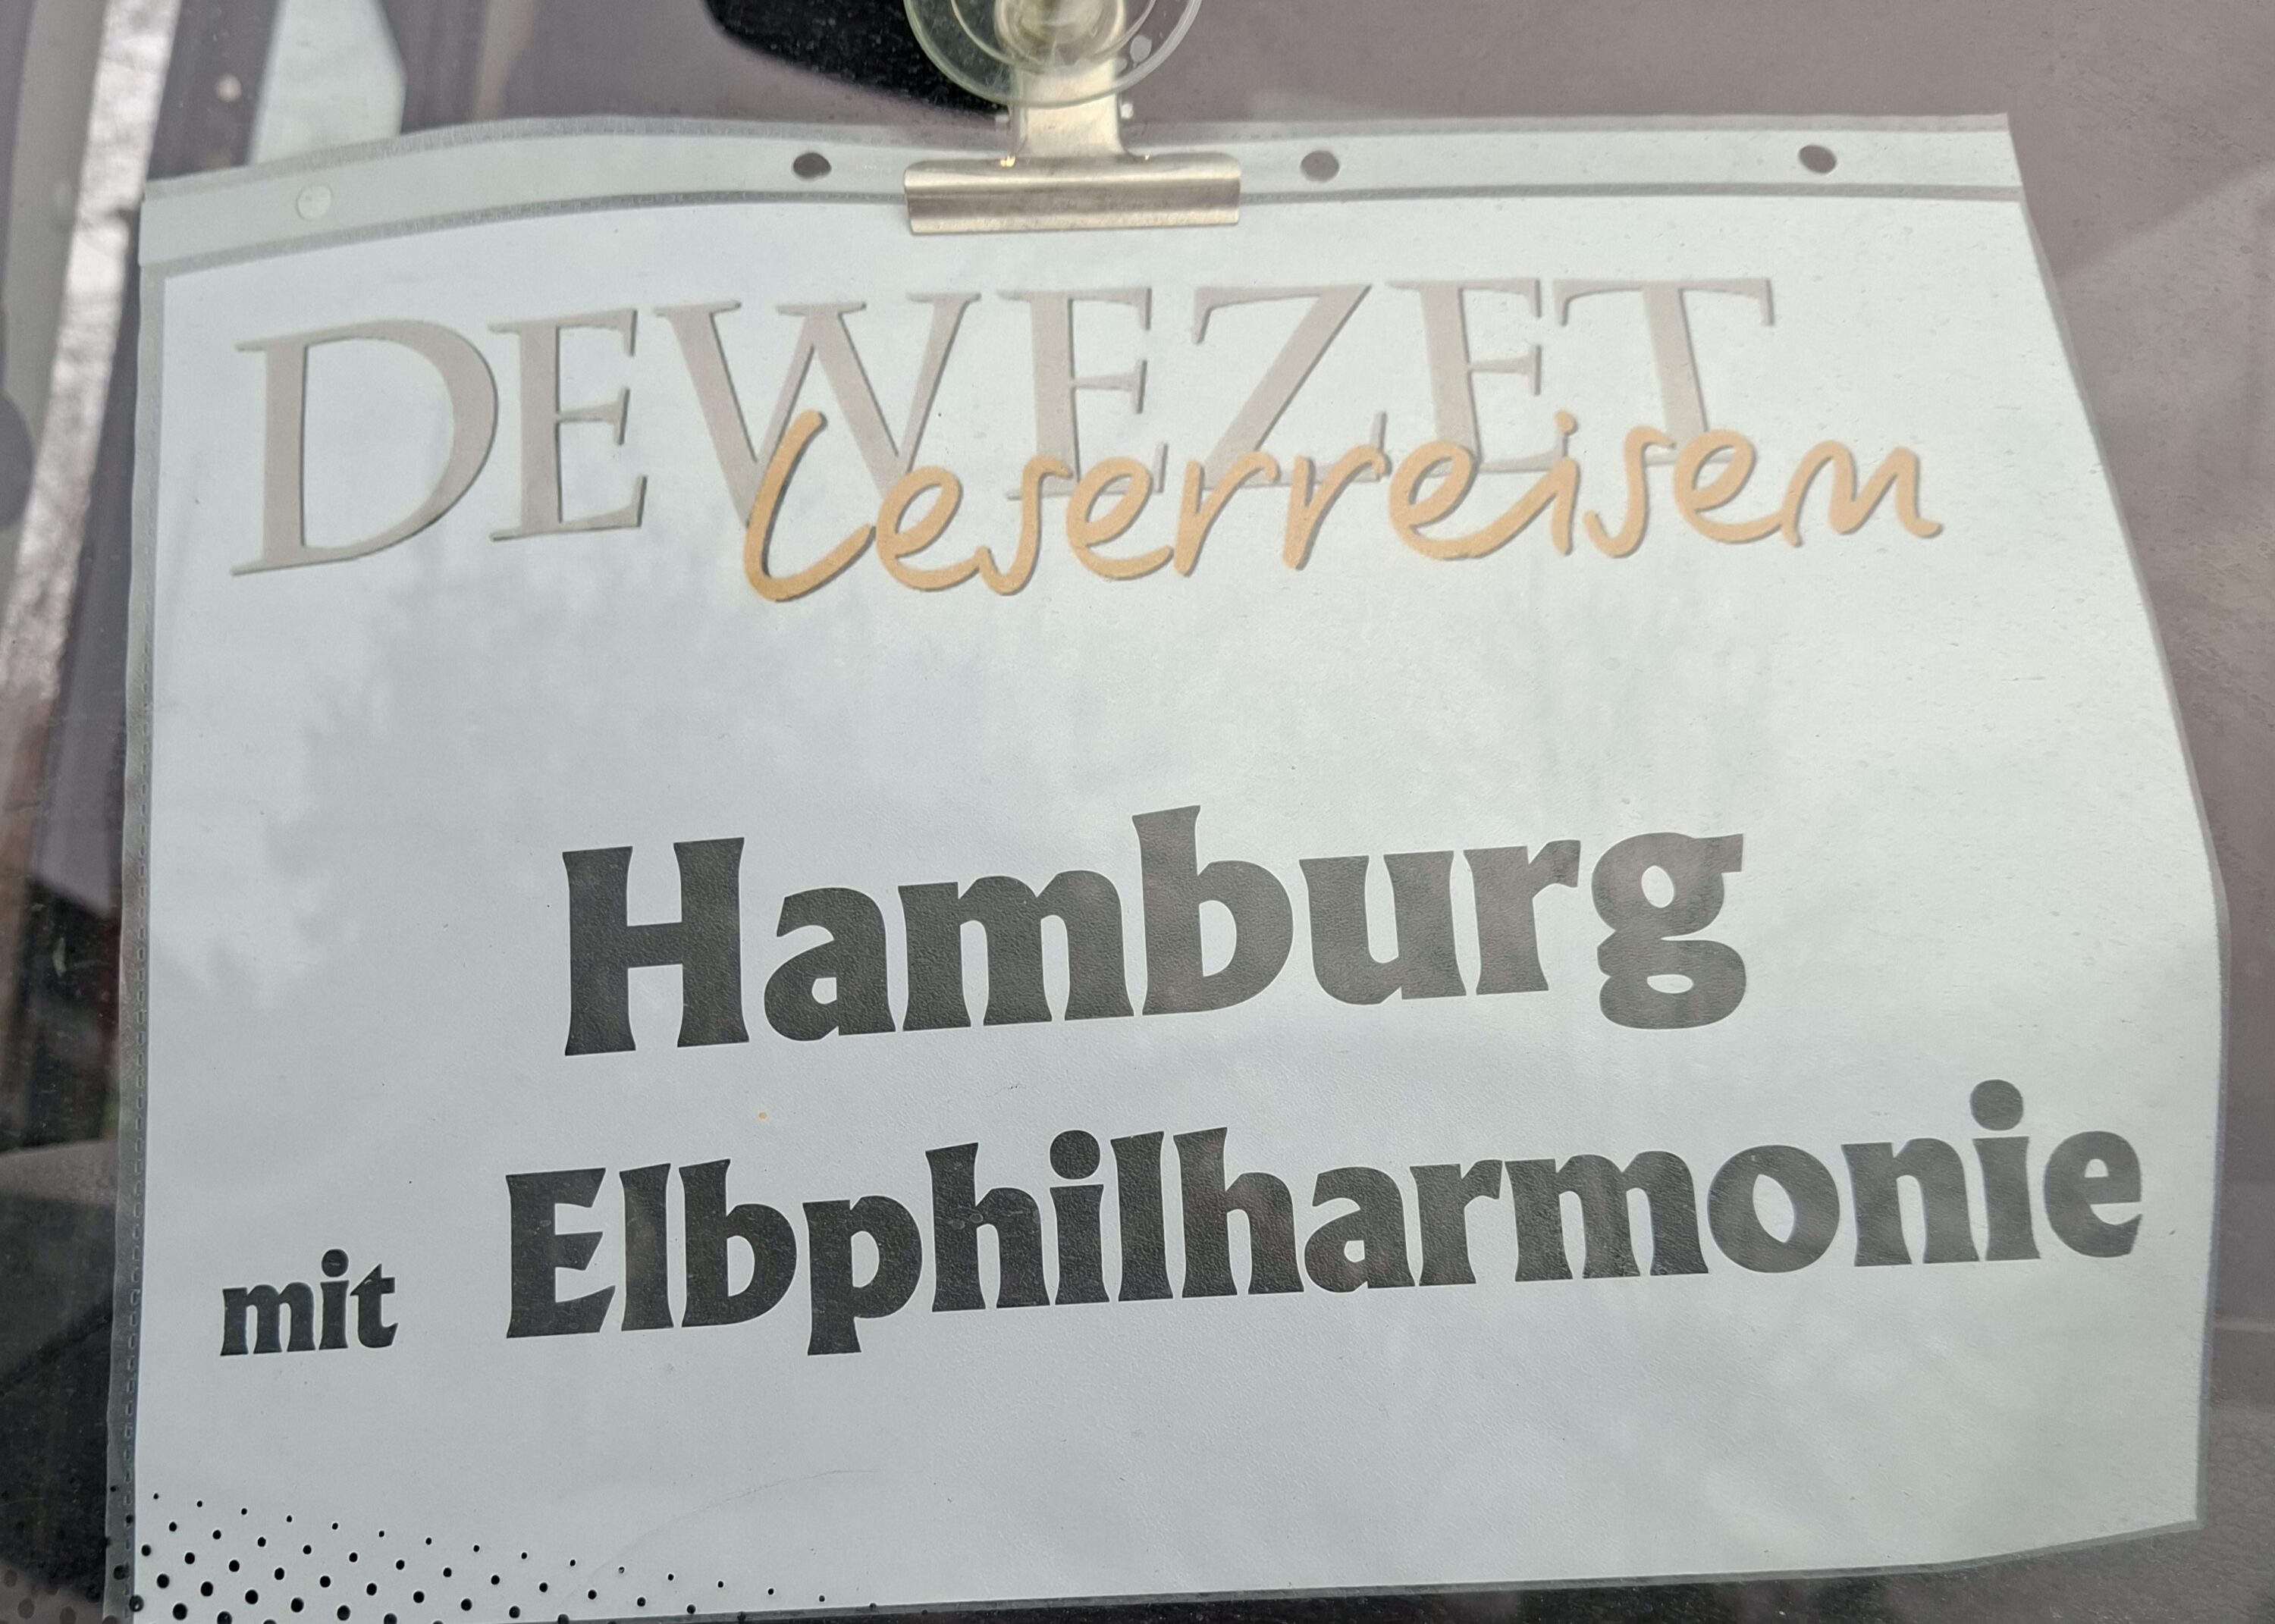 DEWEZET
Leserreisen
Hamburg
mit Elbphilharmonie